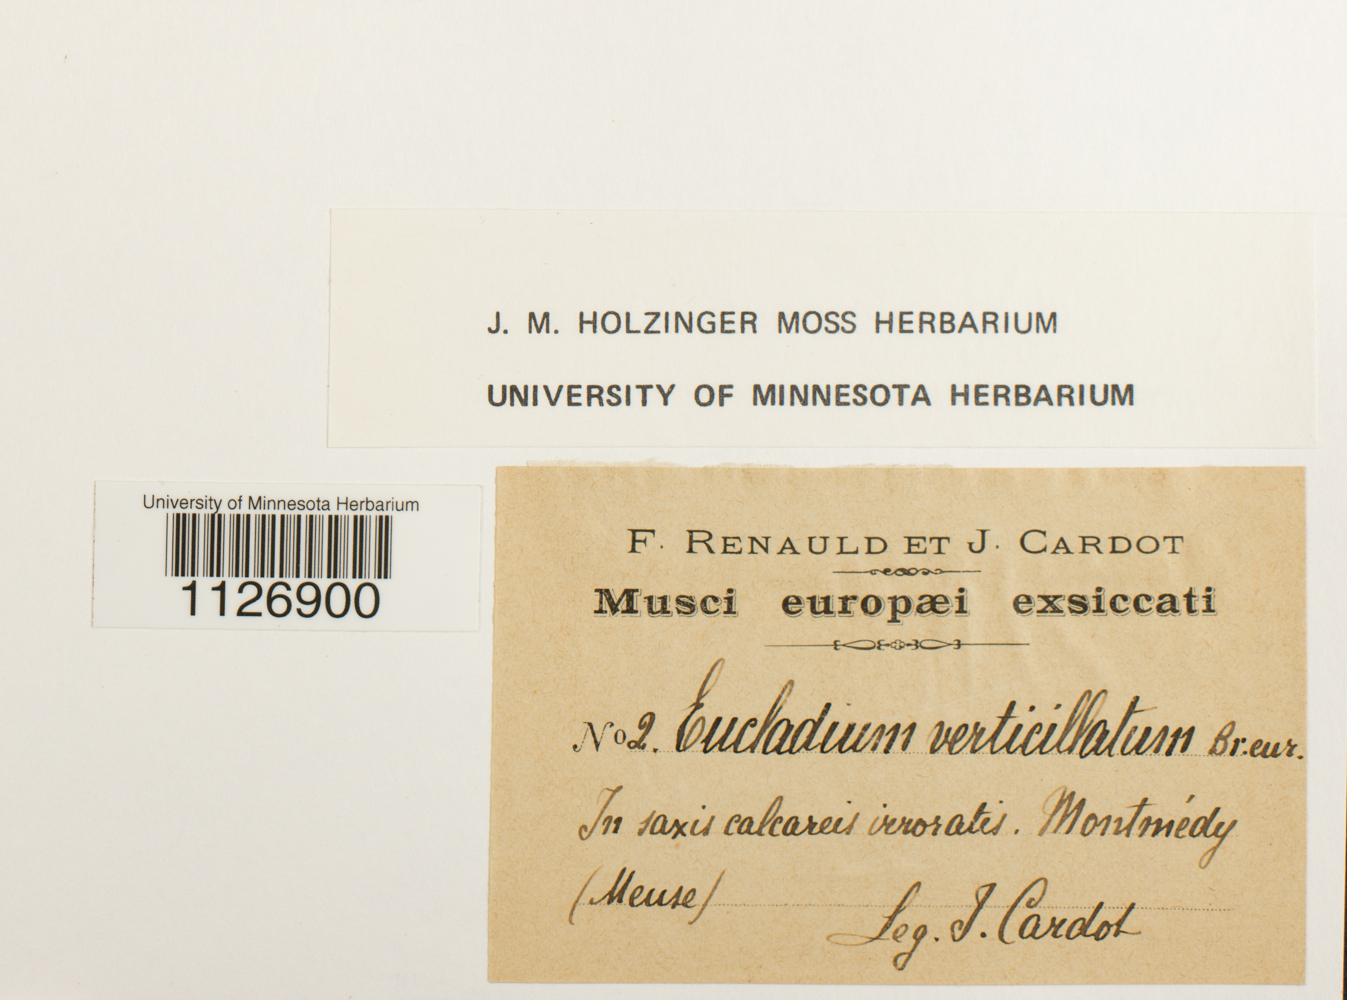 J. M. HOLZINGER MOSS HERBARIUM
UNIVERSITY OF MINNESOTA HERBARIUM
University of Minnesota Herbarium
1126900
F. RENAULD ET J. CARDOT
Musci europæi exsiccati
No 2. Eucladium verticillatum Br. eur.
In saxis calcareis irroratis. Montmédy
(Meuse)
Leg. J. Cardot